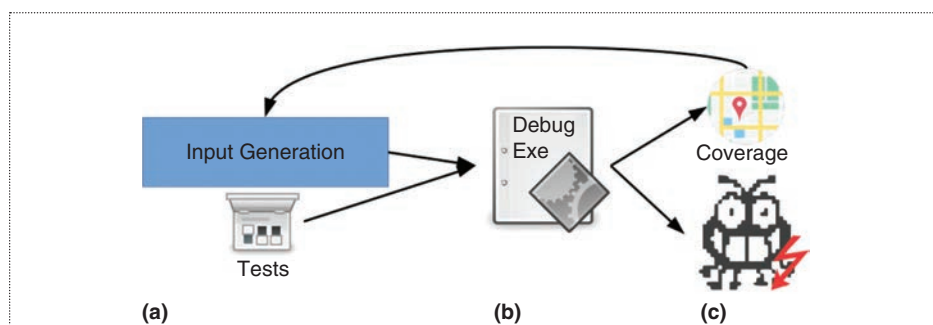 Input Generation
Tests
Debug
Exe
Coverage
(a)
(b)
(c)